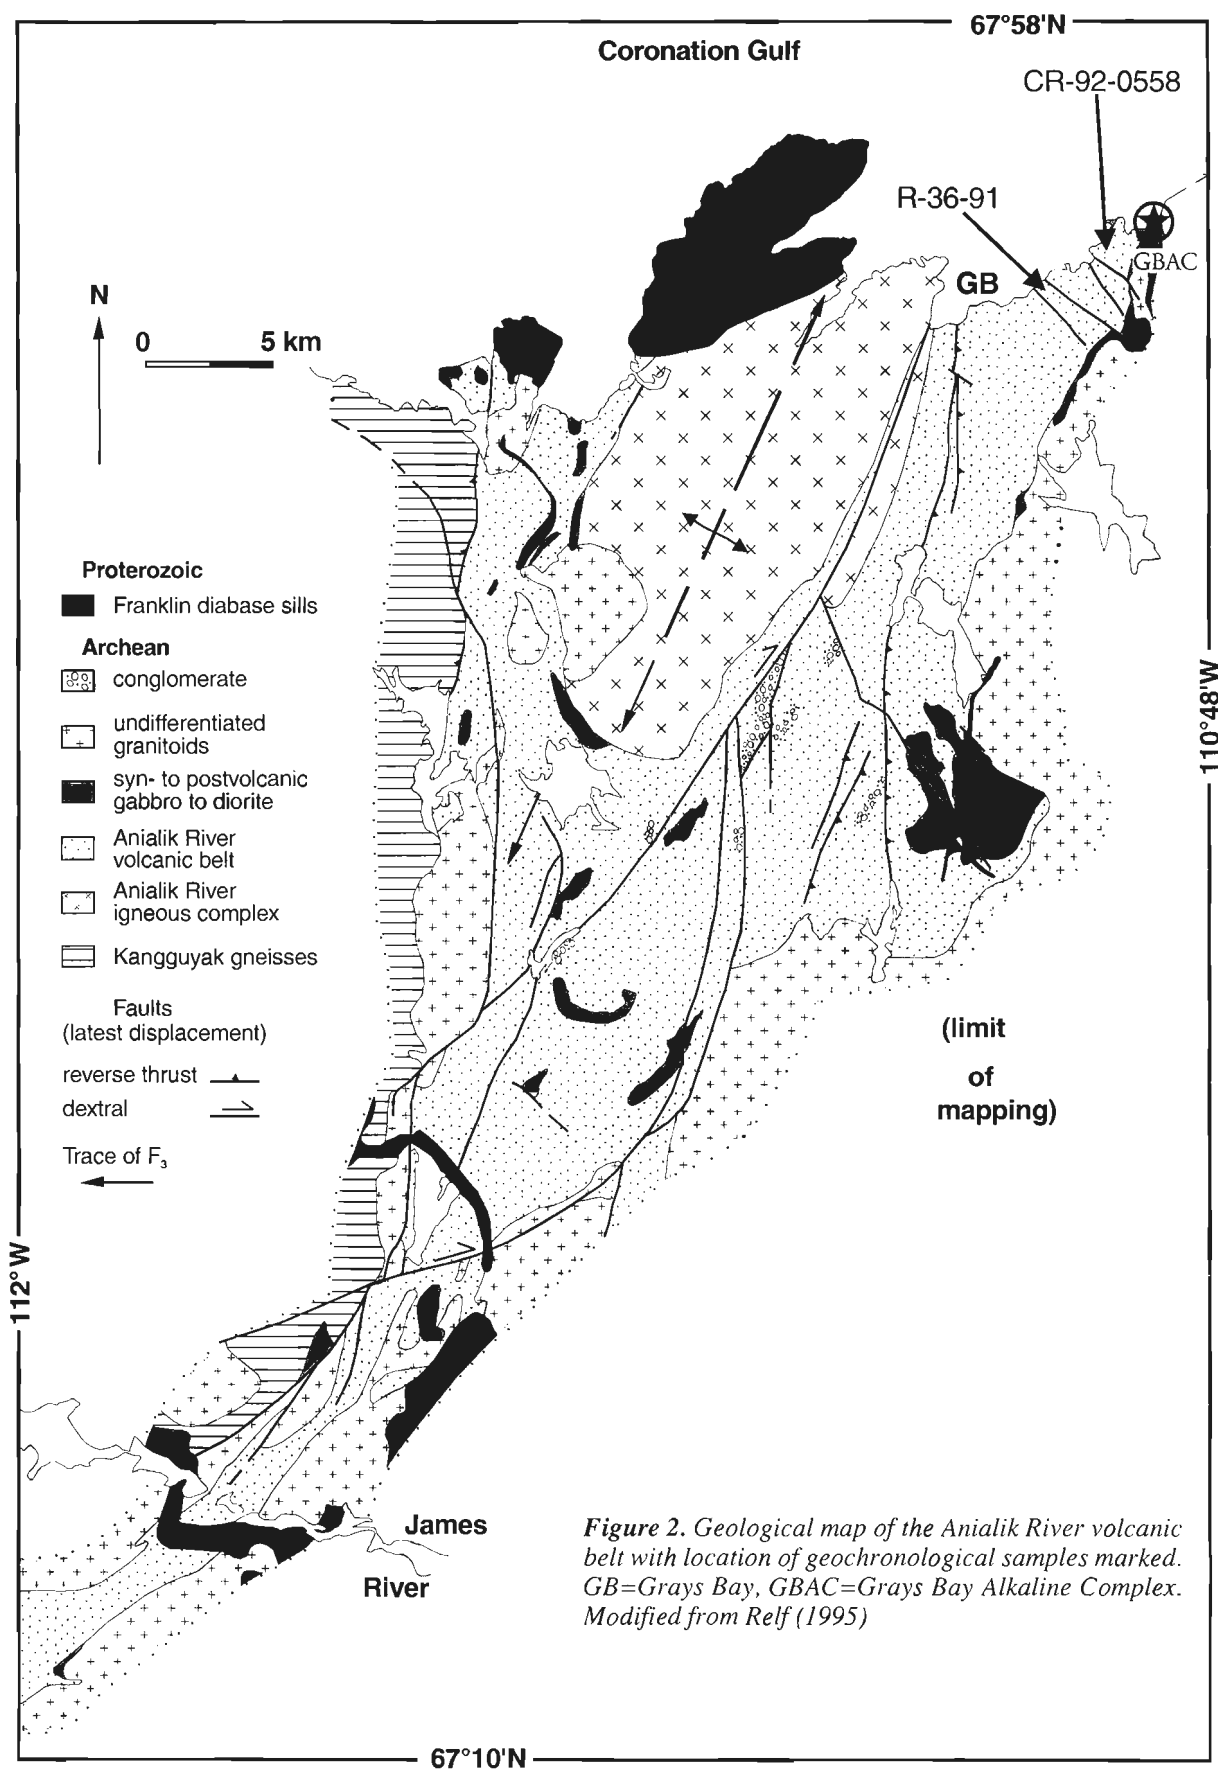 67°58'N
Coronation Gulf
CR-92-0558
R-36-91
GBAC
GB
N
0 5 km
Proterozoic
Franklin diabase sills
Archean
conglomerate
undifferentiated
granitoids
syn- to postvolcanic
gabbro to diorite
Anialik River
volcanic belt
Anialik River
igneous complex
Kangguyak gneisses
Faults
(latest displacement)
reverse thrust
dextral
Trace of F3
110°48'W
(limit
of
mapping)
112°W
James
River
Figure 2. Geological map of the Anialik River volcanic
belt with location of geochronological samples marked.
GB=Grays Bay, GBAC=Grays Bay Alkaline Complex.
Modified from Relf (1995)
67°10'N